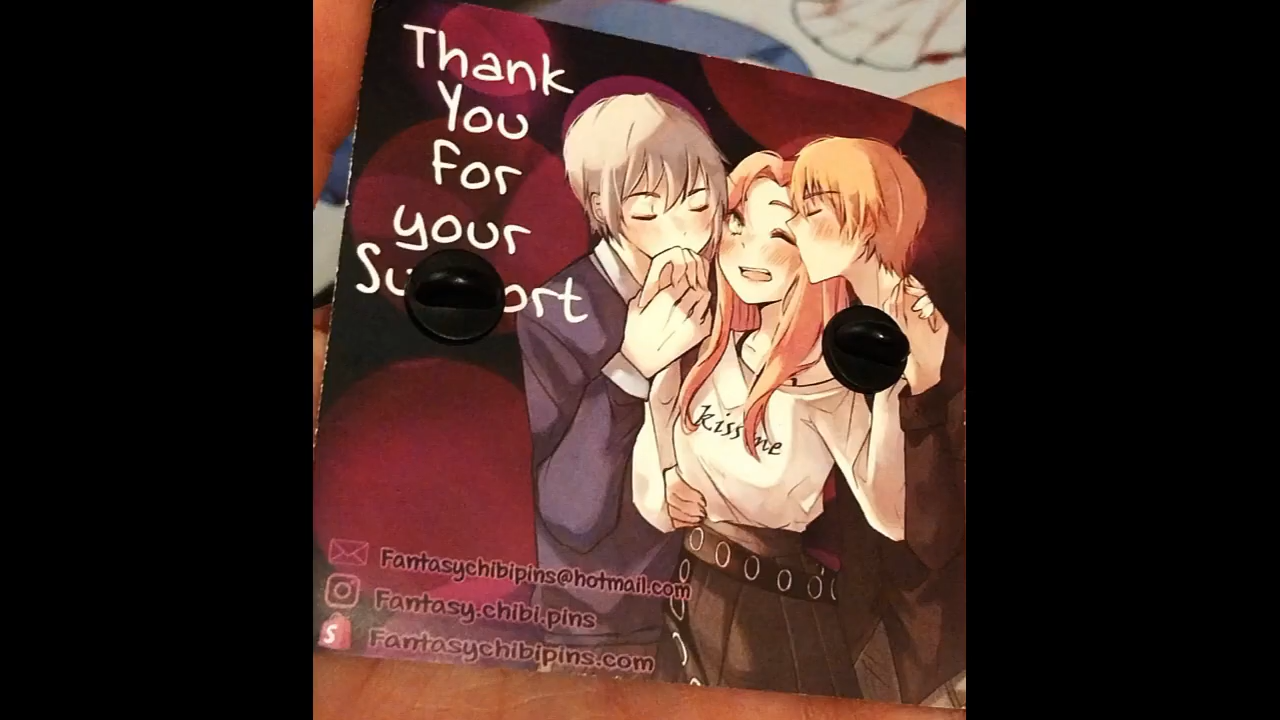 Thank
You
For
your
Su ort
kiss me
Fantasychibipins@hotmail.com
Fantasy.chibi.pins
S
Fantasychibipins.com